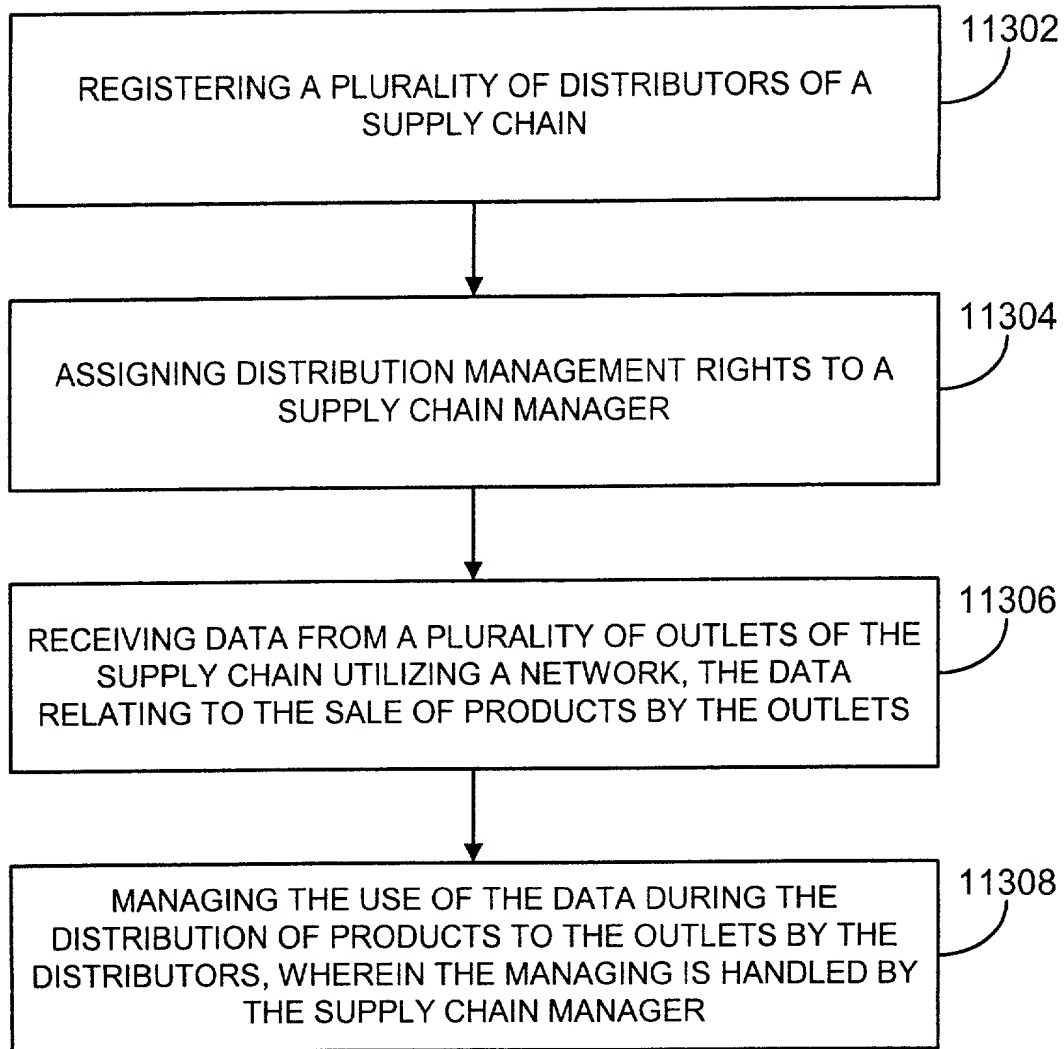 11302
REGISTERING A PLURALITY OF DISTRIBUTORS OF A
SUPPLY CHAIN
11304
ASSIGNING DISTRIBUTION MANAGEMENT RIGHTS TO A
SUPPLY CHAIN MANAGER
11306
RECEIVING DATA FROM A PLURALITY OF OUTLETS OF THE
SUPPLY CHAIN UTILIZING A NETWORK, THE DATA
RELATING TO THE SALE OF PRODUCTS BY THE OUTLETS
11308
MANAGING THE USE OF THE DATA DURING THE
DISTRIBUTION OF PRODUCTS TO THE OUTLETS BY THE
DISTRIBUTORS, WHEREIN THE MANAGING IS HANDLED BY
THE SUPPLY CHAIN MANAGER